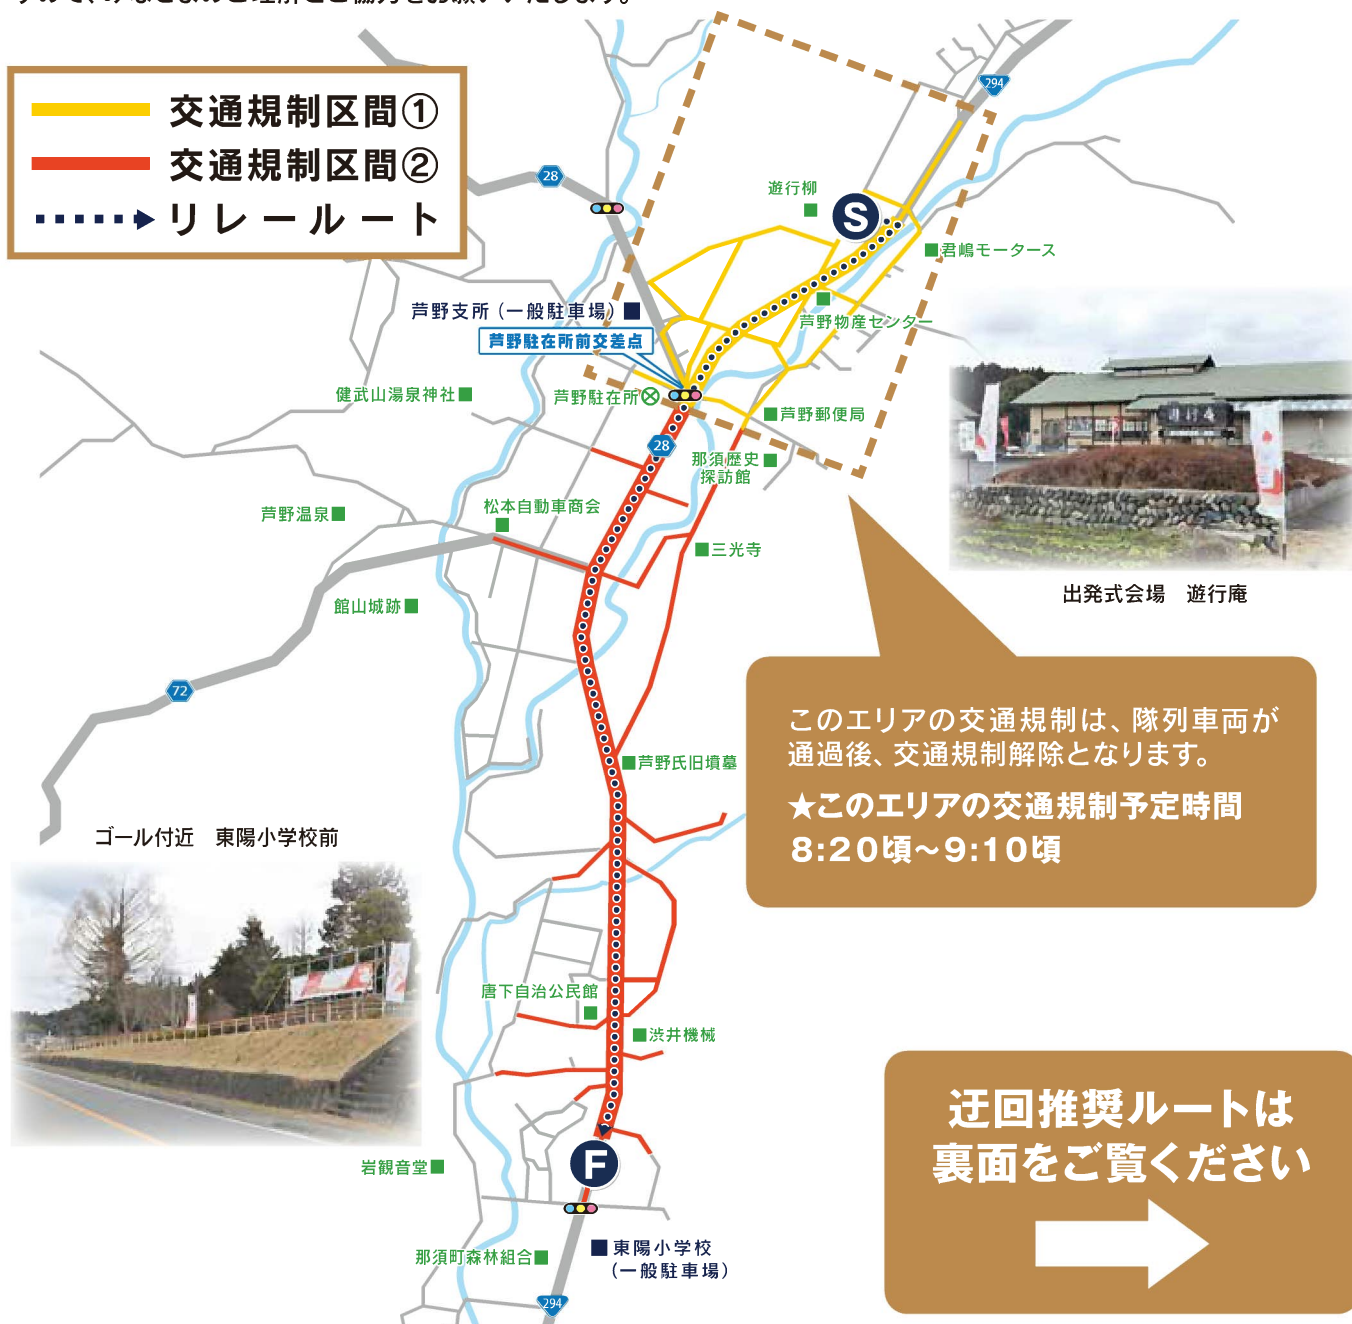 交通規制区間①
交通規制区間②
リレールート
294
28
遊行柳
S
君嶋モータース
芦野支所（一般駐車場）
芦野物産センター
芦野駐在所前交差点
健武山湯泉神社
芦野駐在所
芦野郵便局
28
那須歴史
探訪館
松本自動車商会
芦野温泉
三光寺
出発式会場　遊行庵
館山城跡
72
このエリアの交通規制は、隊列車両が
通過後、交通規制解除となります。
★このエリアの交通規制予定時間
8:20頃～9:10頃
芦野氏旧墳墓
ゴール付近　東陽小学校前
唐下自治公民館
渋井機械
迂回推奨ルートは
裏面をご覧ください
岩観音堂
F
東陽小学校
（一般駐車場）
那須町森林組合
294